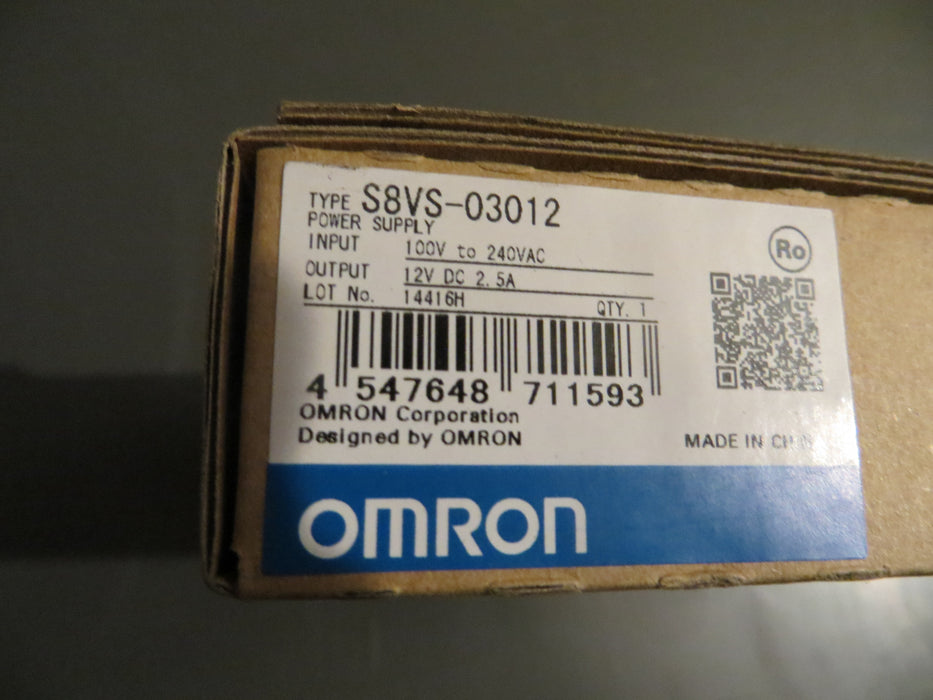 TYPE S8VS-03012
POWER SUPPLY
INPUT 100V to 240VAC
OUTPUT 12V DC 2.5A
LOT No. 14416H
QTY. 1
4 547648 711593
OMRON Corporation
Designed by OMRON
MADE IN
Ro
OMRON